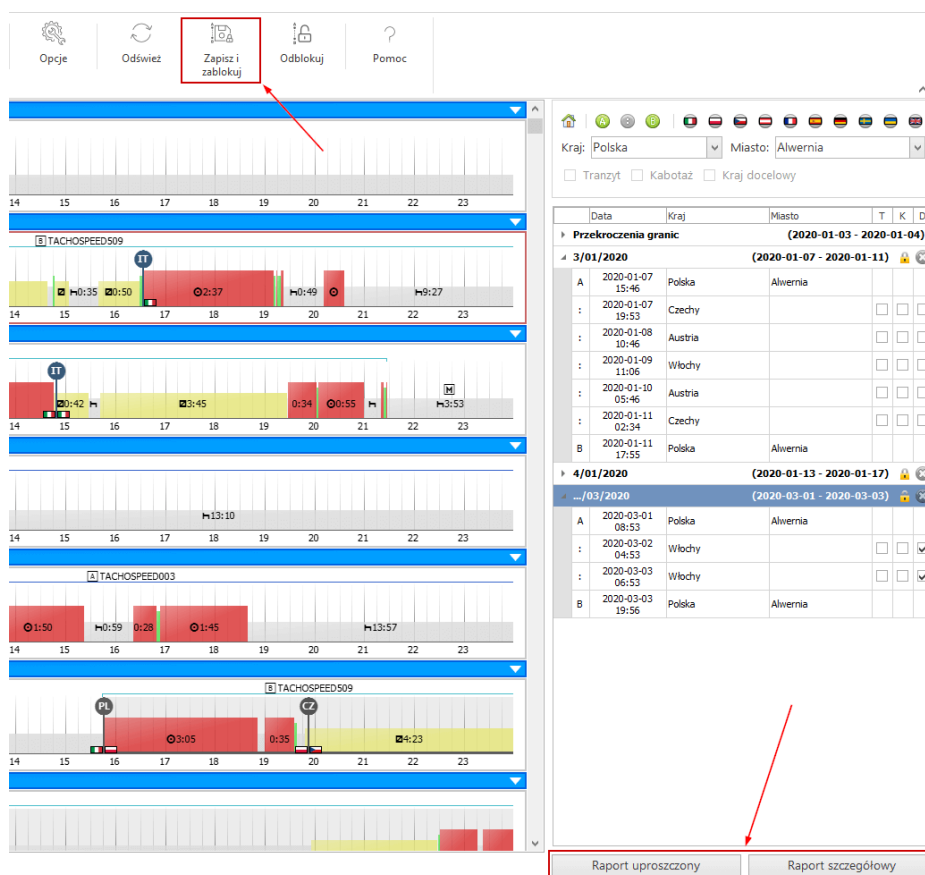 Opcje
Odśwież
Zapisz i
zablokuj
Odblokuj
Pomoc
14 15 16 17 18 19 20 21 22 23
B TACHOSPEED509
IT
0:35 0:50 2:37 0:49 9:27
14 15 16 17 18 19 20 21 22 23
IT
M
0:42 3:45 0:34 0:55 3:53
14 15 16 17 18 19 20 21 22 23
13:10
14 15 16 17 18 19 20 21 22 23
A TACHOSPEED003
1:50 0:59 0:28 1:45 13:57
14 15 16 17 18 19 20 21 22 23
B TACHOSPEED509
PL CZ
3:05 0:35 4:23
14 15 16 17 18 19 20 21 22 23
A B E
Kraj: Polska Miasto: Alwernia
Tranzyt Kabotaż Kraj docelowy
Data Kraj Miasto T K D
Przekroczenia granic (2020-01-03 - 2020-01-04)
3/01/2020 (2020-01-07 - 2020-01-11)
A 2020-01-07 15:46 Polska Alwernia
: 2020-01-07 19:53 Czechy
: 2020-01-08 10:46 Austria
: 2020-01-09 11:06 Włochy
: 2020-01-10 05:46 Austria
: 2020-01-11 02:34 Czechy
B 2020-01-11 17:55 Polska Alwernia
4/01/2020 (2020-01-13 - 2020-01-17)
.../03/2020 (2020-03-01 - 2020-03-03)
A 2020-03-01 08:53 Polska Alwernia
: 2020-03-02 04:53 Włochy
: 2020-03-03 06:53 Włochy
B 2020-03-03 19:56 Polska Alwernia
Raport uproszczony Raport szczegółowy